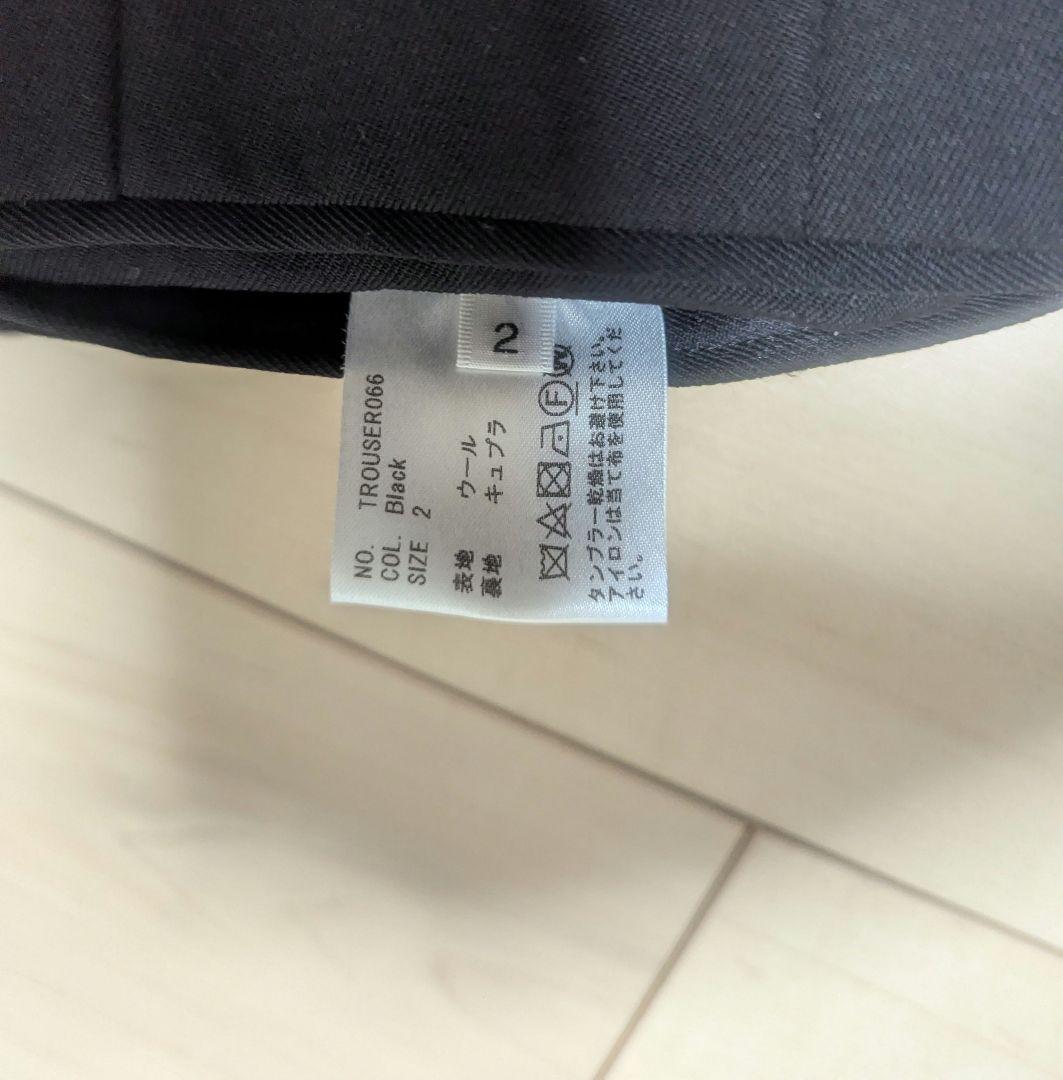 2
NO. TROUSER066
COL. Black
SIZE 2
表地 ウール
裏地 キュプラ
F W
タンブラー乾燥はお避け下さい。
アイロンは当て布を使用してくだ
さい。